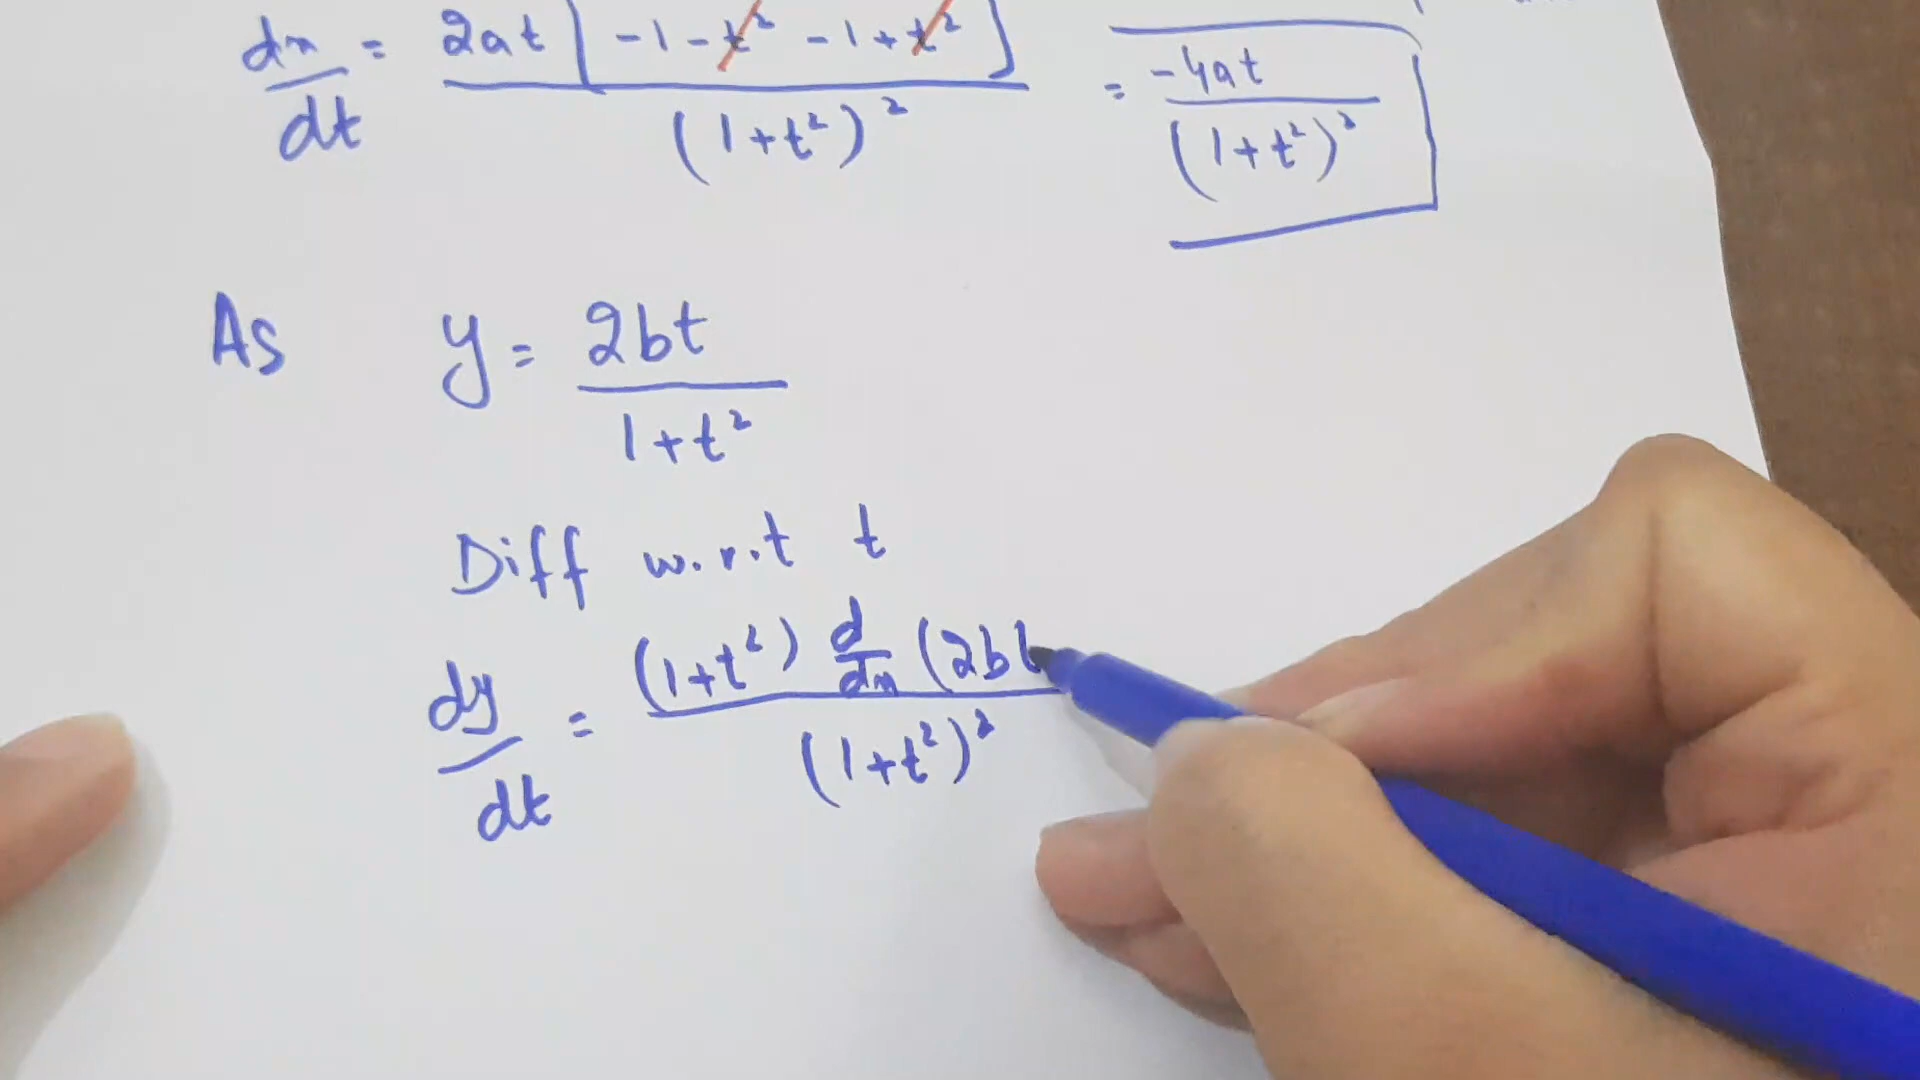 dx/dt = 2at[-1-t²-1+t²]/(1+t²)² = -4at/(1+t²)²
As y = 2bt/1+t²
Diff w.r.t t
dy/dt = (1+t²) d/dx (2bt/(1+t²)²